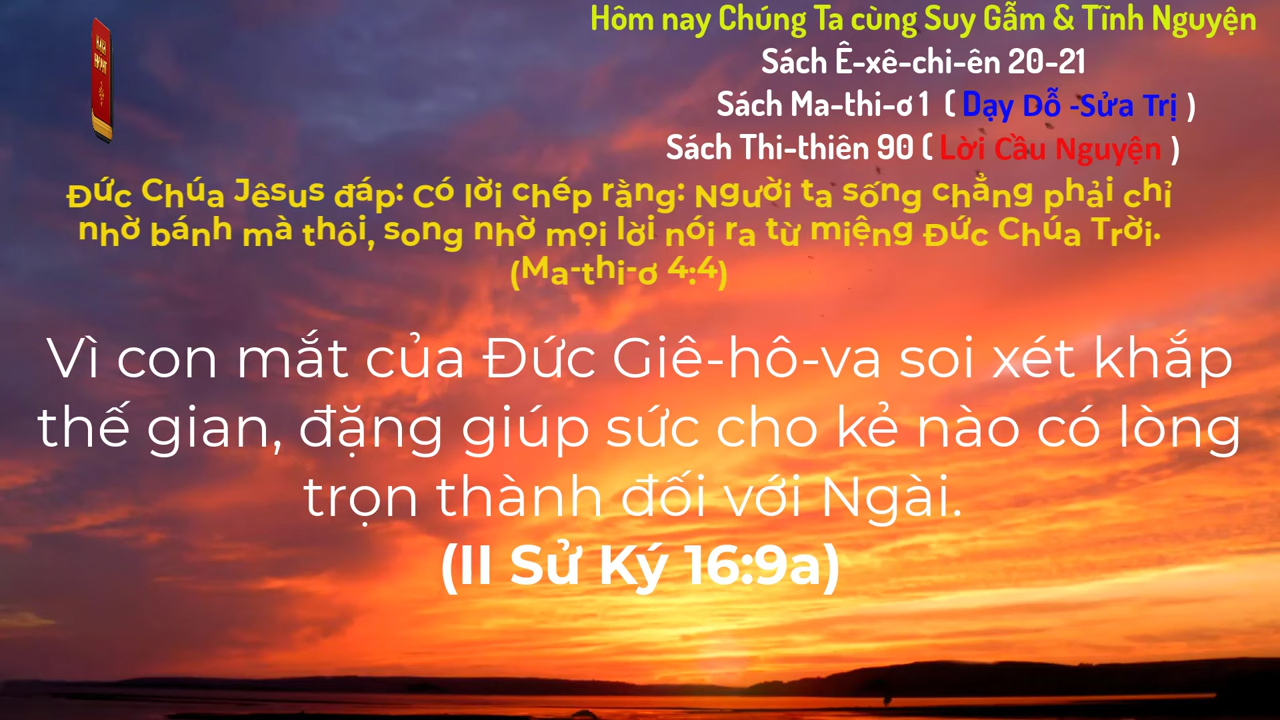 Hôm nay Chúng Ta cùng Suy Gẫm & Tĩnh Nguyện
Sách Ê-xê-chi-ên 20-21
Sách Ma-thi-ơ 1 ( Dạy Dỗ -Sửa Trị )
Sách Thi-thiên 90 ( Lời Cầu Nguyện )
Đức Chúa Jêsus đáp: Có lời chép rằng: Người ta sống chẳng phải chỉ
nhờ bánh mà thôi, song nhờ mọi lời nói ra từ miệng Đức Chúa Trời.
(Ma-thi-ơ 4:4)
Vì con mắt của Đức Giê-hô-va soi xét khắp
thế gian, đặng giúp sức cho kẻ nào có lòng
trọn thành đối với Ngài.
(II Sử Ký 16:9a)